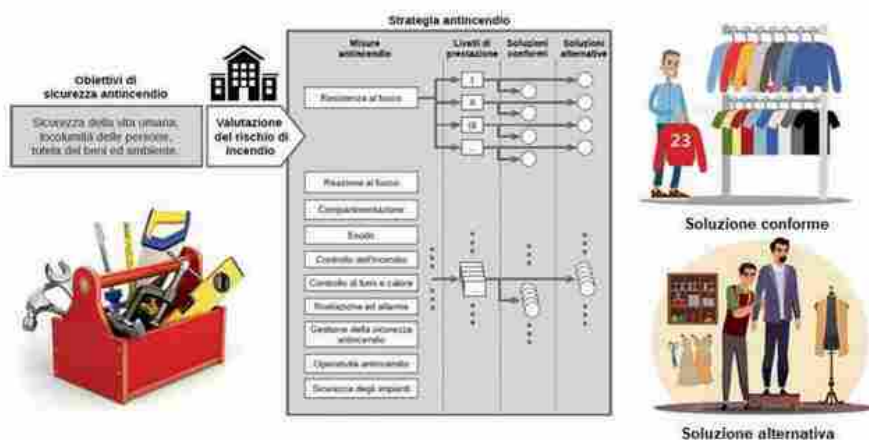 Strategia antincendio
Obiettivi di
sicurezza antincendio
Sicurezza della vita umana,
incolumità delle persone,
tutela dei beni ed ambiente.
Valutazione
del rischio di
incendio
Misure
antincendio
Livelli di
prestazione
Soluzioni
conformi
Soluzioni
alternative
Resistenza al fuoco
I
II
III
...
Reazione al fuoco
Compartimentazione
Esodo
Controllo dell'incendio
Controllo di fumi e calore
Rivelazione ed allarme
Gestione della sicurezza
antincendio
Operatività antincendio
Sicurezza degli impianti
23
Soluzione conforme
Soluzione alternativa